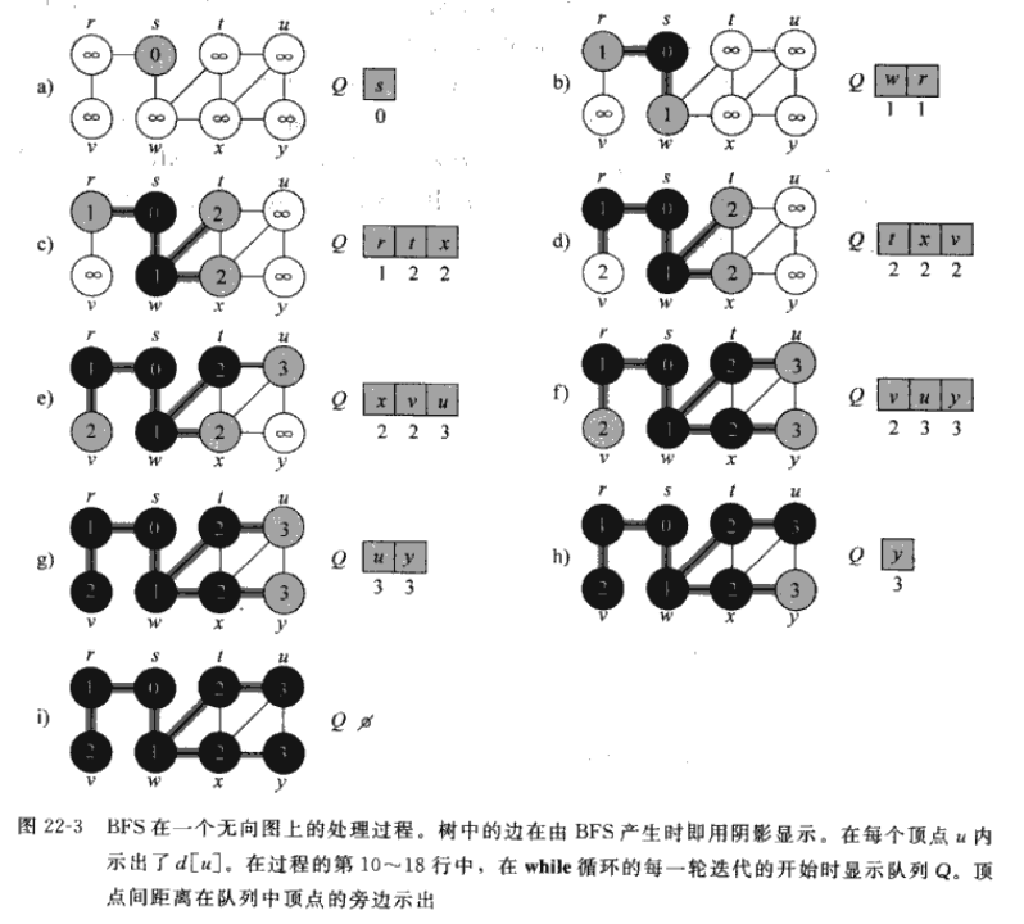 a)
r s t u
∞ 0 ∞ ∞
∞ ∞ ∞ ∞
v w x y
Q s
0
b)
r s t u
1 0 ∞ ∞
∞ 1 ∞ ∞
v w x y
Q w r
1 1
c)
r s t u
1 0 2 ∞
∞ 1 2 ∞
v w x y
Q r t x
1 2 2
d)
r s t u
1 0 2 ∞
2 1 2 ∞
v w x y
Q t x v
2 2 2
e)
r s t u
1 0 2 3
2 1 2 ∞
v w x y
Q x v u
2 2 3
f)
r s t u
1 0 2 3
2 1 2 3
v w x y
Q v u y
2 3 3
g)
r s t u
1 0 2 3
2 1 2 3
v w x y
Q u y
3 3
h)
r s t u
1 0 2 3
2 1 2 3
v w x y
Q y
3
i)
r s t u
1 0 2 3
2 1 2 3
v w x y
Q ∅
图 22-3 BFS 在一个无向图上的处理过程。树中的边在由 BFS 产生时即用阴影显示。在每个顶点 u 内
示出了 d[u]。在过程的第 10～18 行中，在 while 循环的每一轮迭代的开始时显示队列 Q。顶
点间距离在队列中顶点的旁边示出